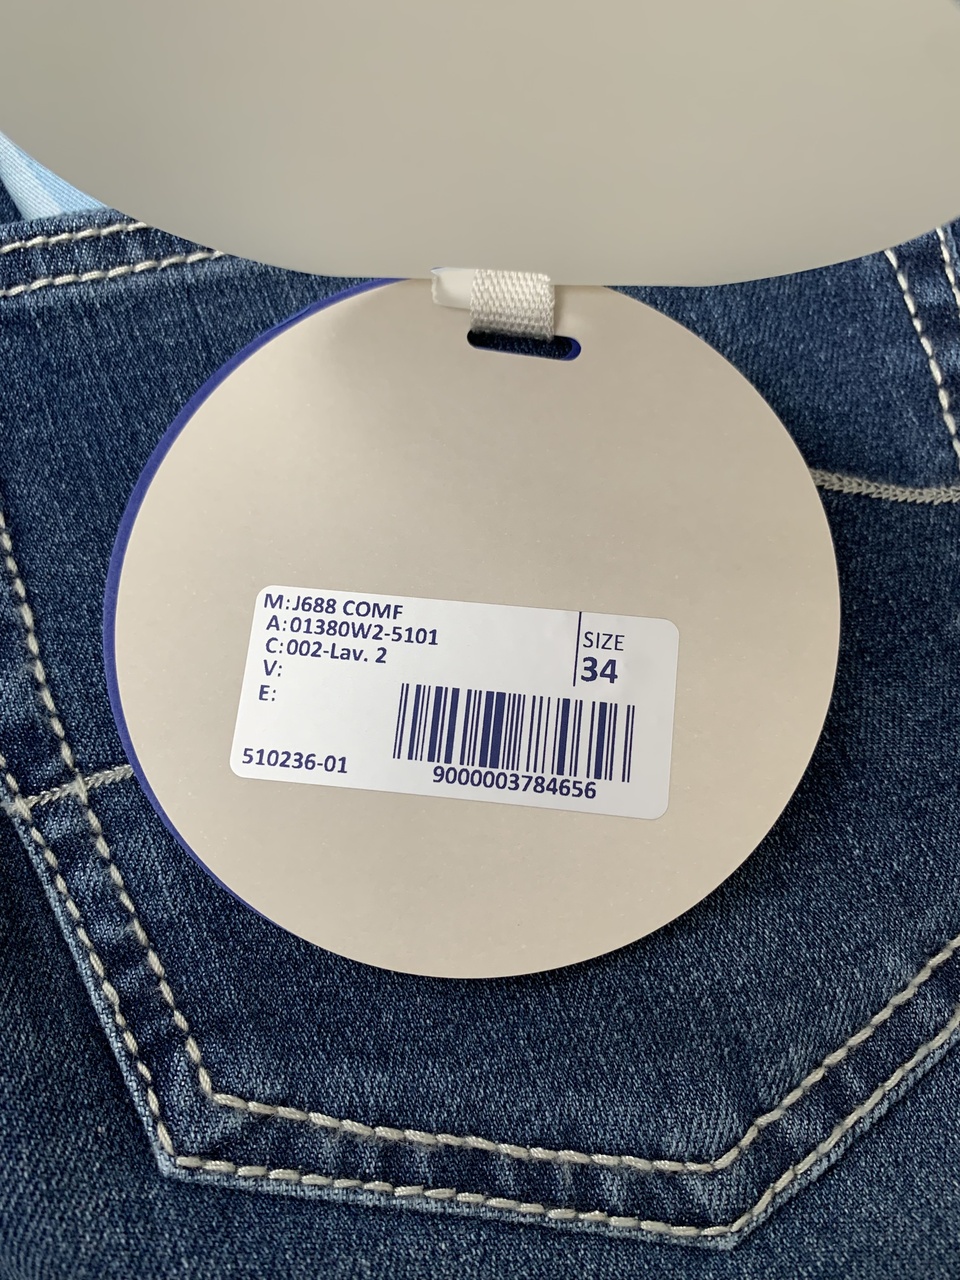 M:J688 COMF
A:01380W2-5101
C:002-Lav. 2
V:
E:
SIZE
34
510236-01
9000003784656